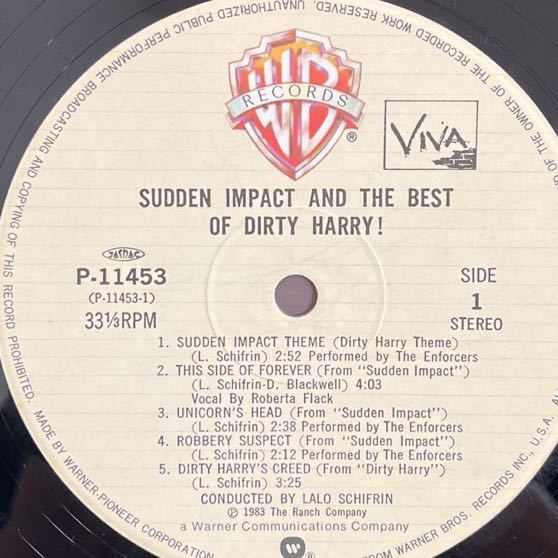 WB
RECORDS
®
VIVA
SUDDEN IMPACT AND THE BEST
OF DIRTY HARRY!
JASRAC
P-11453
(P-11453-1)
33⅓RPM
SIDE
1
STEREO
1. SUDDEN IMPACT THEME (Dirty Harry Theme)
(L. Schifrin) 2:52 Performed by The Enforcers
2. THIS SIDE OF FOREVER (From "Sudden Impact")
(L. Schifrin-D. Blackwell) 4:03
Vocal By Roberta Flack
3. UNICORN'S HEAD (From "Sudden Impact")
(L. Schifrin) 2:38 Performed by The Enforcers
4. ROBBERY SUSPECT (From "Sudden Impact")
(L. Schifrin) 2:12 Performed by The Enforcers
5. DIRTY HARRY'S CREED (From "Dirty Harry")
(L. Schifrin) 3:25
CONDUCTED BY LALO SCHIFRIN
℗ 1983 The Ranch Company
a Warner Communications Company
MADE BY WARNER-PIONEER CORPORATION,
FROM WARNER BROS. RECORDS INC., U.S.A.
OF THE OWNER OF THE RECORDED WORK RESERVED. UNAUTHORIZED PUBLIC PERFORMANCE BROADCASTING AND COPYING OF THIS RECORD PROHIBITED.